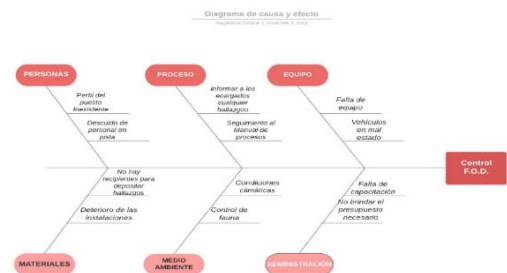 Diagrama de causa y efecto
PERSONAS
PROCESO
EQUIPO
Perfil del
puesto
Inexistente
Descuido de
personal en
pista
Informar a los
ecargados
cualquier
hallazgo
Seguimiento al
Manual de
procesos
Falta de
equipo
Vehículos
en mal
estado
Control
F.O.D.
No hay
recipientes para
depositar
hallazgos
Deterioro de las
instalaciones
Condiciones
climáticas
Control de
fauna
Falta de
capacitación
No brindar el
presupuesto
necesario
MATERIALES
MEDIO
AMBIENTE
ADMINISTRACIÓN